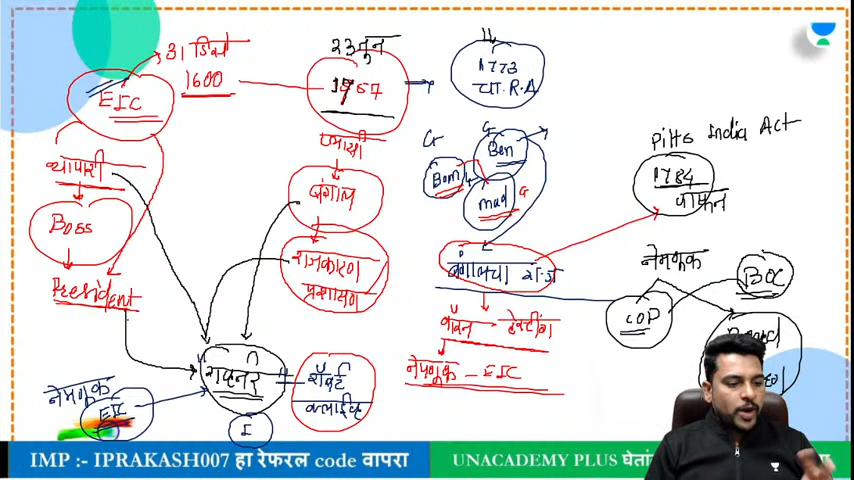 31 डिसें
1600
EIC
व्यापारी
Boss
President
23 जून
1757
प्लासी
बंगाल
राजकारण
प्रशासन
गव्हर्नर
रॉबर्ट
क्लाईव्ह
नेमणूक
EIC
I
1773
चा. R.A
Gr
G
Ben
Bom
mad
G
बंगालचा ग.ज
वॉरन हेस्टींग
नेमणूक - EIC
Pitts India Act
1784
नेमणूक
COP
BOC
IMP :- IPRAKASH007 हा रेफरल code वापरा
UNACADEMY PLUS घेतांना